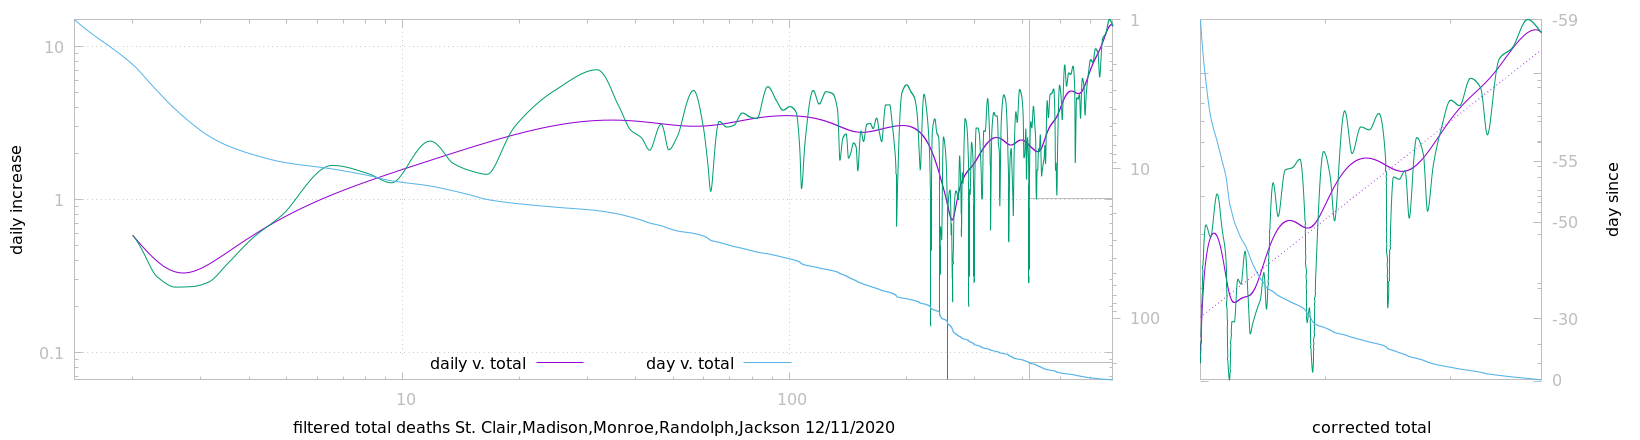 10
1
0.1
daily increase
daily v. total
day v. total
10
100
filtered total deaths St. Clair,Madison,Monroe,Randolph,Jackson 12/11/2020
1
10
100
-59
-55
-50
-30
0
day since
corrected total